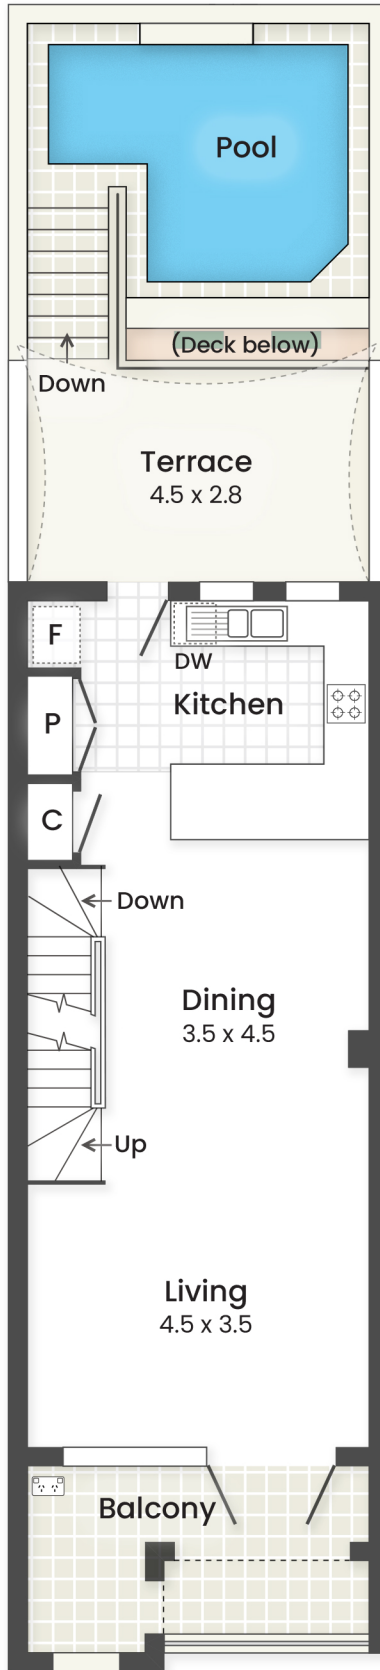 Pool
(Deck below)
Down
Terrace
4.5 x 2.8
F
DW
P
Kitchen
C
Down
Dining
3.5 x 4.5
Up
Living
4.5 x 3.5
Balcony